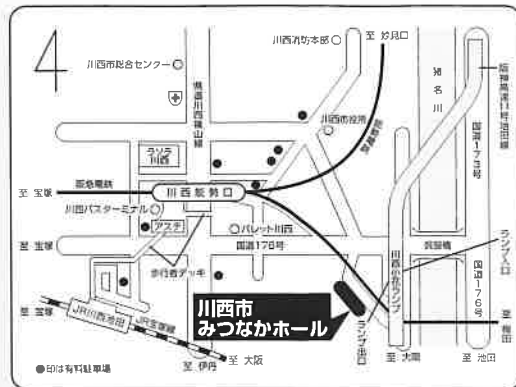 川西市総合センター
川西消防本部
至 妙見口
県道川西篠山線
猪名川
阪神高速11号池田線
国道173号
川西市役所
能勢電鉄
ラソラ川西
阪急電鉄
至 宝塚
川西能勢口
川西バスターミナル
アステ
パレット川西
至 宝塚
国道176号
呉服橋
ランプ入口
歩行者デッキ
川西小花ランプ
国道176号
川西市
みつなかホール
至 宝塚
JR川西池田
JR宝塚線
ランプ出口
至 梅田
●印は有料駐車場
至 伊丹
至 大阪
至 大阪
至 池田